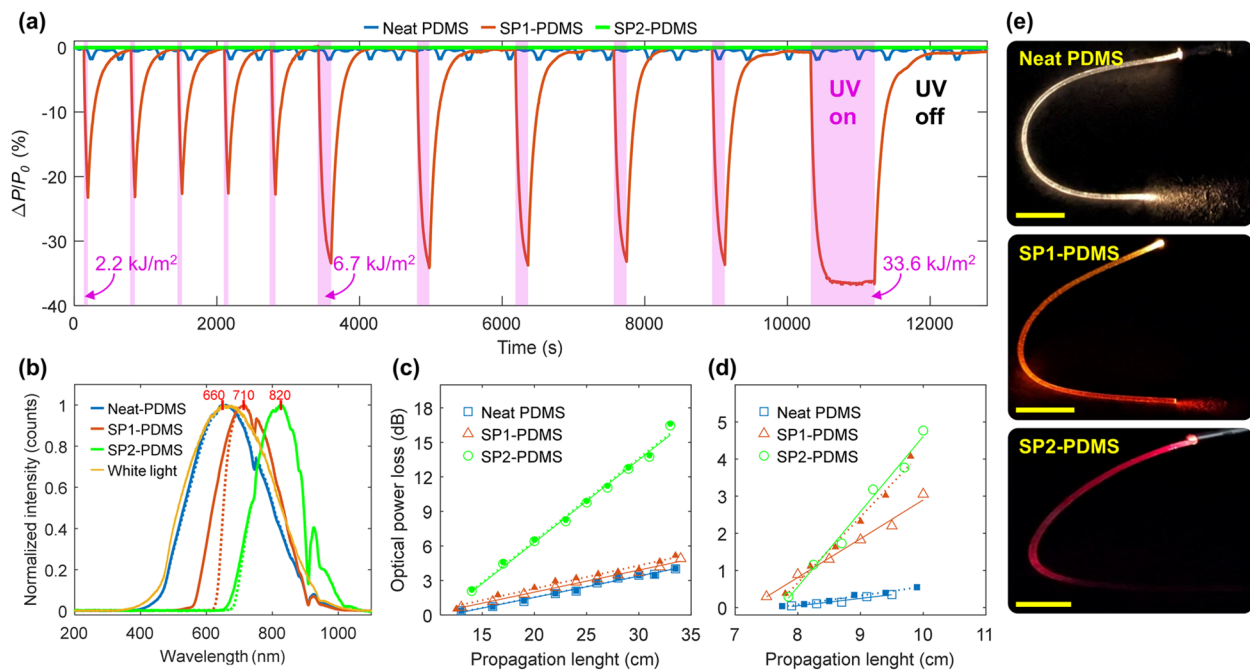 (a)
Neat PDMS SP1-PDMS SP2-PDMS
0
-10
-20
-30
-40
ΔP/P0 (%)
UV on
UV off
2.2 kJ/m²
6.7 kJ/m²
33.6 kJ/m²
0 2000 4000 6000 8000 10000 12000
Time (s)
(b)
660 710 820
Neat-PDMS
SP1-PDMS
SP2-PDMS
White light
1
0.8
0.6
0.4
0.2
0
Normalized intensity (counts)
200 400 600 800 1000
Wavelength (nm)
(c)
Neat PDMS
SP1-PDMS
SP2-PDMS
18
15
12
9
6
3
0
Optical power loss (dB)
15 20 25 30 35
Propagation lenght (cm)
(d)
Neat PDMS
SP1-PDMS
SP2-PDMS
5
4
3
2
1
0
7 8 9 10 11
Propagation lenght (cm)
(e)
Neat PDMS
SP1-PDMS
SP2-PDMS